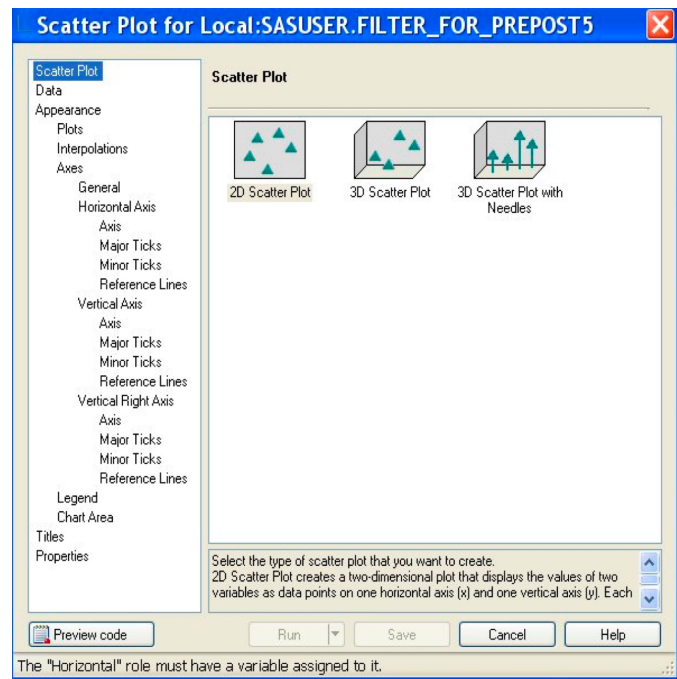 Scatter Plot for Local:SASUSER.FILTER_FOR_PREPOST5
Scatter Plot
Data
Appearance
Plots
Interpolations
Axes
General
Horizontal Axis
Axis
Major Ticks
Minor Ticks
Reference Lines
Vertical Axis
Axis
Major Ticks
Minor Ticks
Reference Lines
Vertical Right Axis
Axis
Major Ticks
Minor Ticks
Reference Lines
Legend
Chart Area
Titles
Properties
Scatter Plot
2D Scatter Plot
3D Scatter Plot
3D Scatter Plot with
Needles
Select the type of scatter plot that you want to create.
2D Scatter Plot creates a two-dimensional plot that displays the values of two
variables as data points on one horizontal axis (x) and one vertical axis (y). Each
Preview code
Run
Save
Cancel
Help
The "Horizontal" role must have a variable assigned to it.